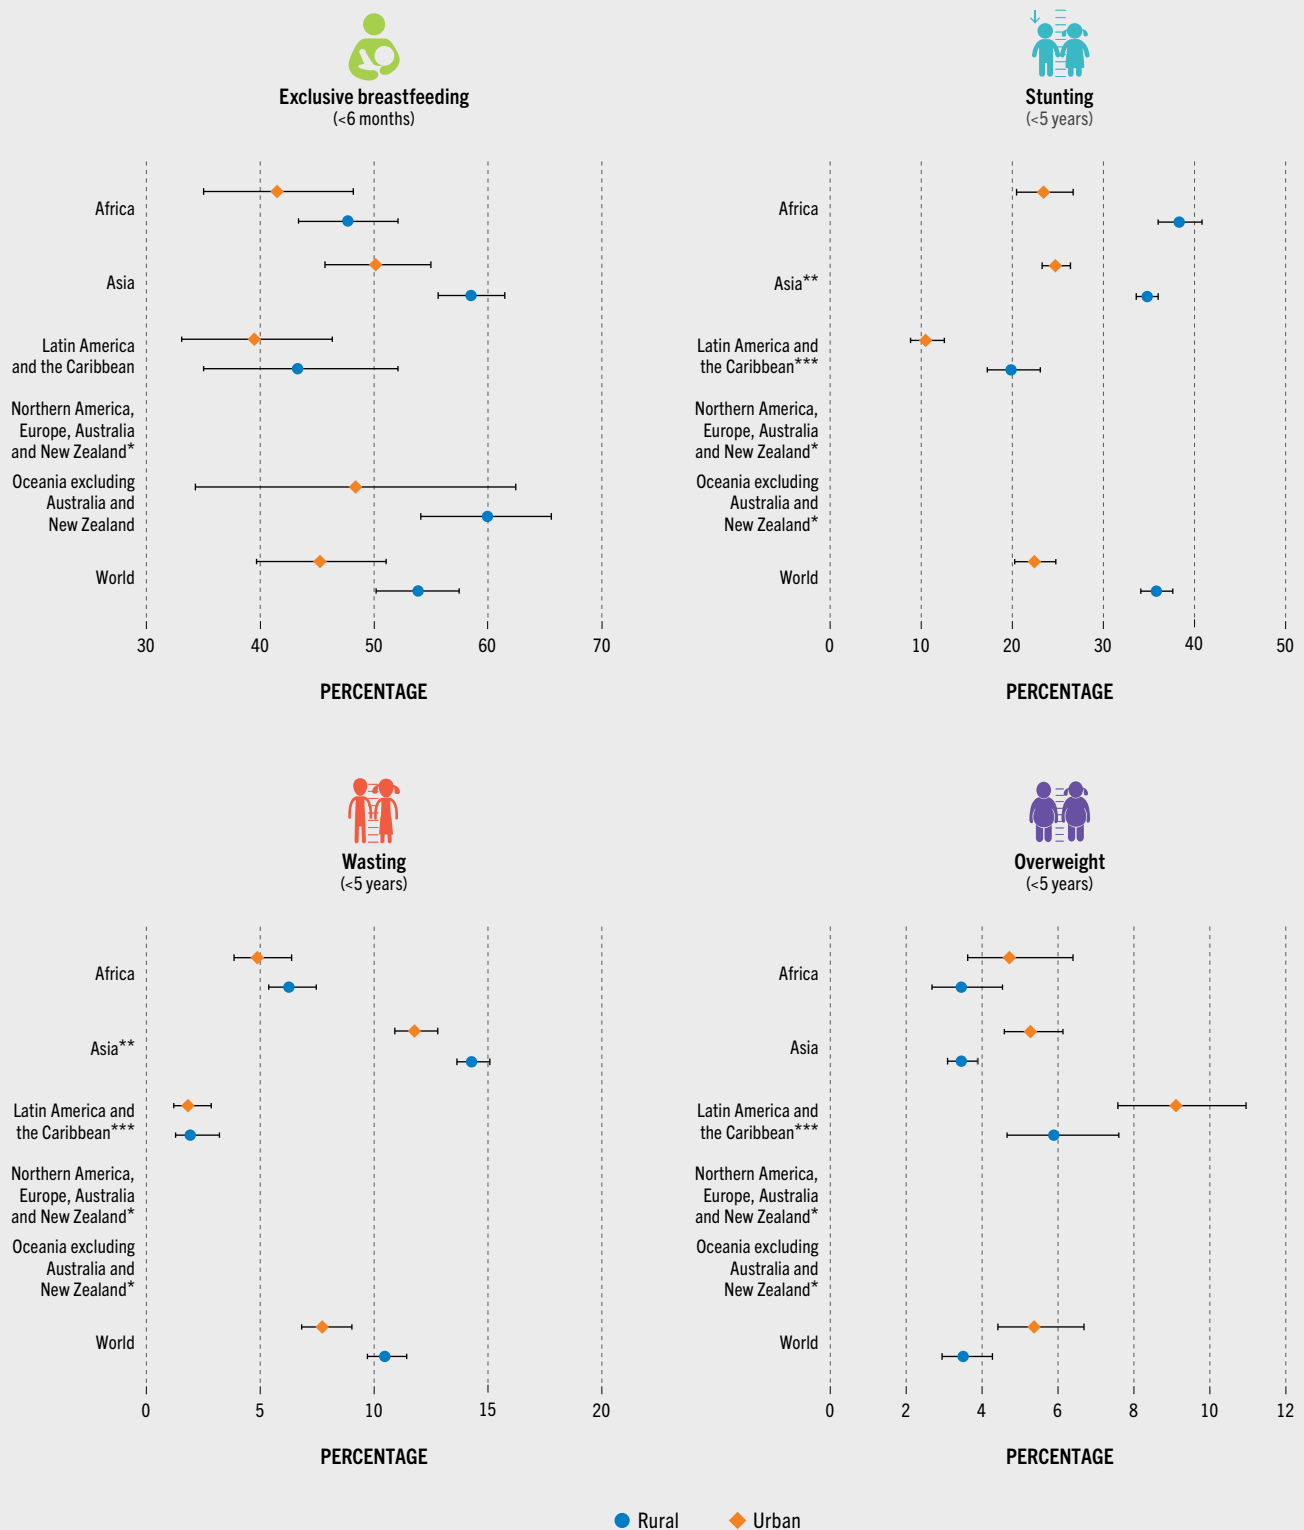 Exclusive breastfeeding
(<6 months)
Africa
Asia
Latin America
and the Caribbean
Northern America,
Europe, Australia
and New Zealand*
Oceania excluding
Australia and
New Zealand
World
30 40 50 60 70
PERCENTAGE
Stunting
(<5 years)
Africa
Asia**
Latin America and
the Caribbean***
Northern America,
Europe, Australia
and New Zealand*
Oceania excluding
Australia and
New Zealand*
World
0 10 20 30 40 50
PERCENTAGE
Wasting
(<5 years)
Africa
Asia**
Latin America and
the Caribbean***
Northern America,
Europe, Australia
and New Zealand*
Oceania excluding
Australia and
New Zealand*
World
0 5 10 15 20
PERCENTAGE
Overweight
(<5 years)
Africa
Asia
Latin America and
the Caribbean***
Northern America,
Europe, Australia
and New Zealand*
Oceania excluding
Australia and
New Zealand*
World
0 2 4 6 8 10 12
PERCENTAGE
Rural Urban